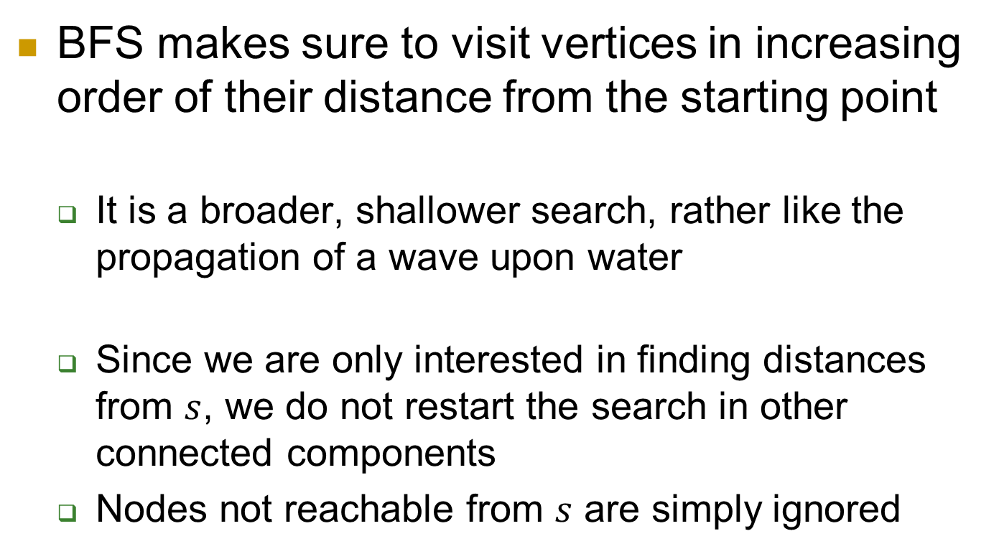 BFS makes sure to visit vertices in increasing
order of their distance from the starting point
It is a broader, shallower search, rather like the
propagation of a wave upon water
Since we are only interested in finding distances
from s, we do not restart the search in other
connected components
Nodes not reachable from s are simply ignored